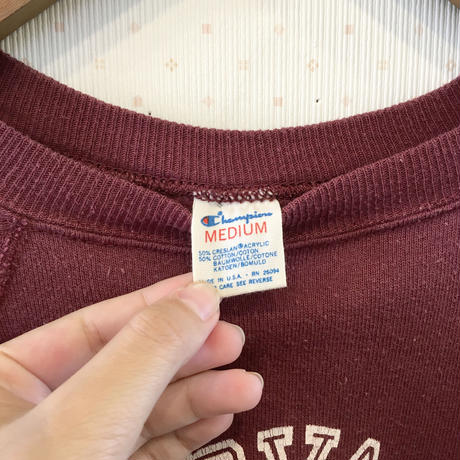 Champion
MEDIUM
50% CRESLAN® ACRYLIC
50% COTTON/COTON
BAUMWOLLE/COTONE
KATOEN/BOMULD
MADE IN U.S.A. • RN 26094
CARE SEE REVERSE